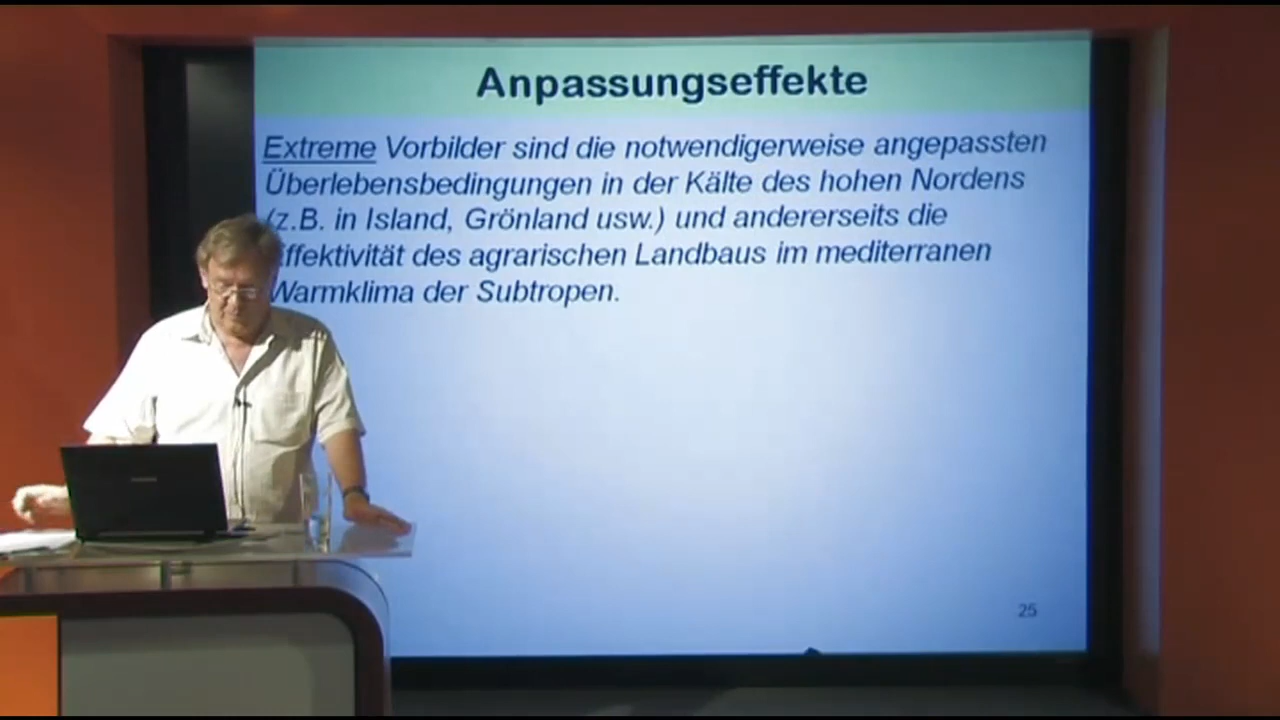 Anpassungseffekte
Extreme Vorbilder sind die notwendigerweise angepassten
Überlebensbedingungen in der Kälte des hohen Nordens
(z.B. in Island, Grönland usw.) und andererseits die
Effektivität des agrarischen Landbaus im mediterranen
Warmklima der Subtropen.
25